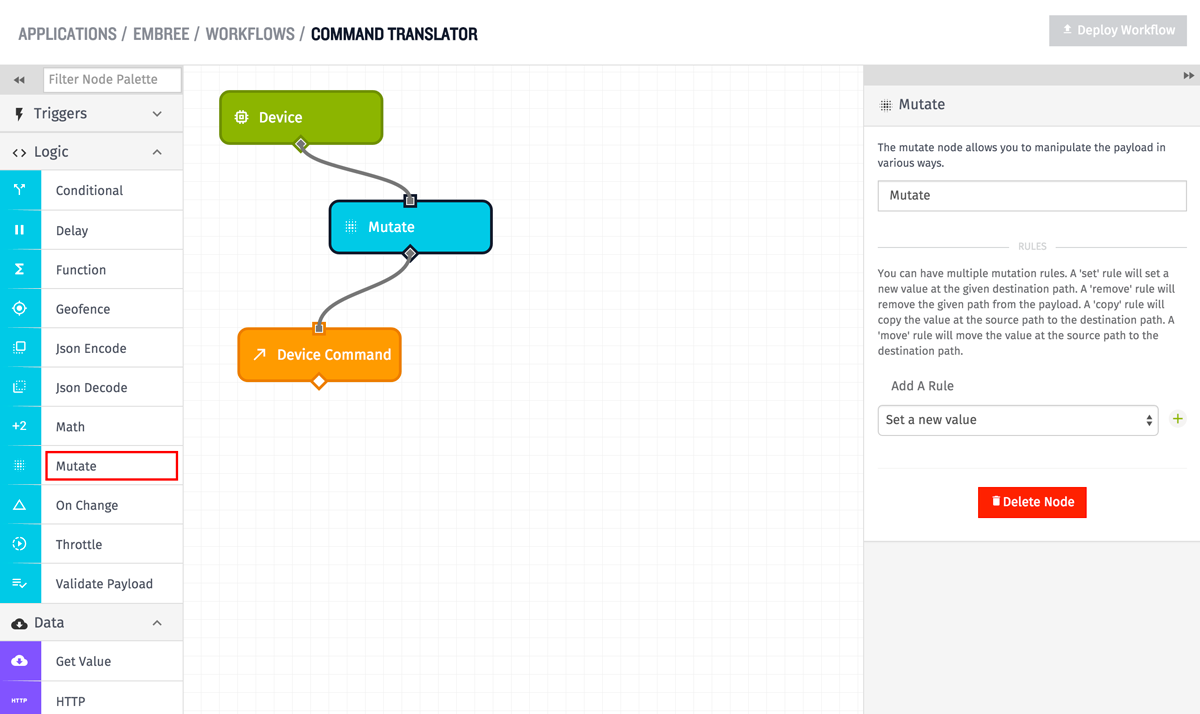 APPLICATIONS / EMBREE / WORKFLOWS / COMMAND TRANSLATOR
Deploy Workflow
Filter Node Palette
Triggers
Logic
Conditional
Delay
Function
Geofence
Json Encode
Json Decode
+2 Math
Mutate
On Change
Throttle
Validate Payload
Data
Get Value
HTTP HTTP
Device
Mutate
Device Command
Mutate
The mutate node allows you to manipulate the payload in
various ways.
Mutate
RULES
You can have multiple mutation rules. A 'set' rule will set a
new value at the given destination path. A 'remove' rule will
remove the given path from the payload. A 'copy' rule will
copy the value at the source path to the destination path. A
'move' rule will move the value at the source path to the
destination path.
Add A Rule
Set a new value
Delete Node